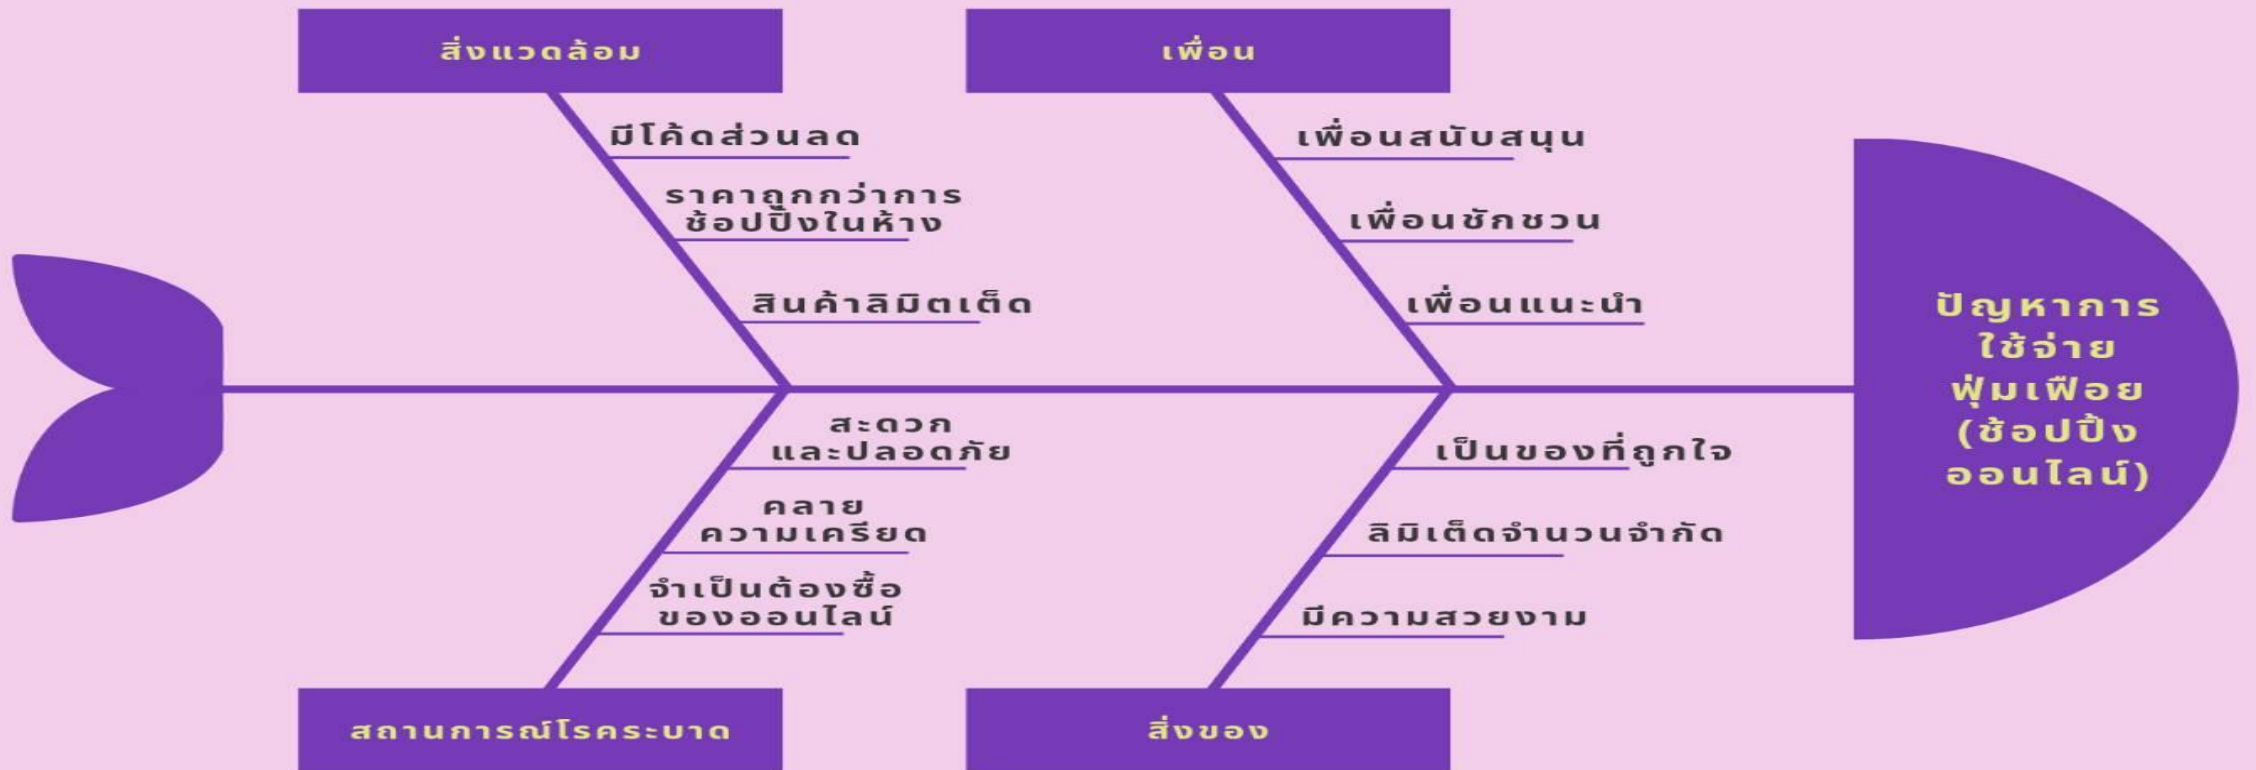 สิ่งแวดล้อม
มีโค้ดส่วนลด
ราคาถูกกว่าการ
ช้อปปิ้งในห้าง
สินค้าลิมิตเต็ด
เพื่อน
เพื่อนสนับสนุน
เพื่อนชักชวน
เพื่อนแนะนำ
สะดวก
และปลอดภัย
คลาย
ความเครียด
จำเป็นต้องซื้อ
ของออนไลน์
สถานการณ์โรคระบาด
เป็นของที่ถูกใจ
ลิมิเต็ดจำนวนจำกัด
มีความสวยงาม
สิ่งของ
ปัญหาการ
ใช้จ่าย
ฟุ่มเฟือย
(ช้อปปิ้ง
ออนไลน์)